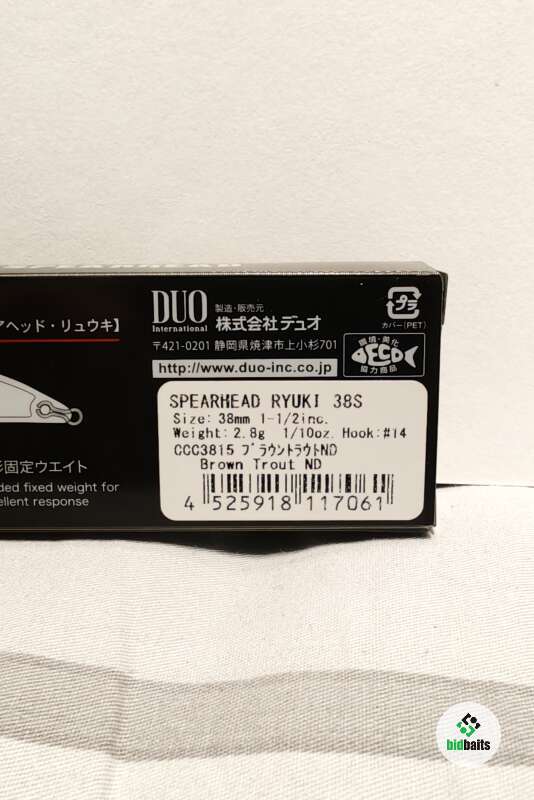 アヘッド・リュウキ】
形固定ウエイト
ded fixed weight for
cellent response
DUO
International
製造・販売元
株式会社デュオ
〒421-0201 静岡県焼津市上小杉701
http://www.duo-inc.co.jp
プラ
カバー(PET)
環境・美化
ECO
協力商品
SPEARHEAD RYUKI 38S
Size: 38mm 1-1/2inc.
Weight: 2.8g 1/10oz. Hook:#14
CCC3815 ブラウントラウトND
Brown Trout ND
4 525918 117061
bidbaits